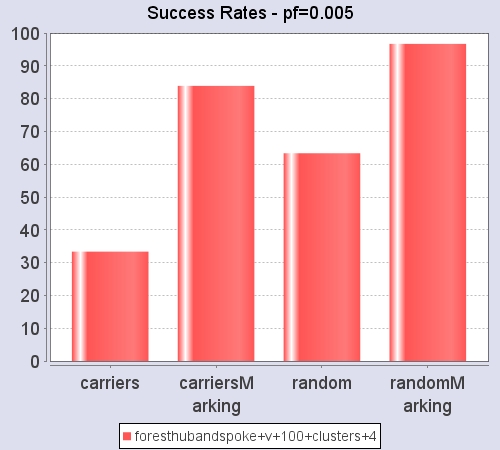 Success Rates - pf=0.005
100
90
80
70
60
50
40
30
20
10
0
carriers
carriersM
arking
random
randomM
arking
foresthubandspoke+v+100+clusters+4